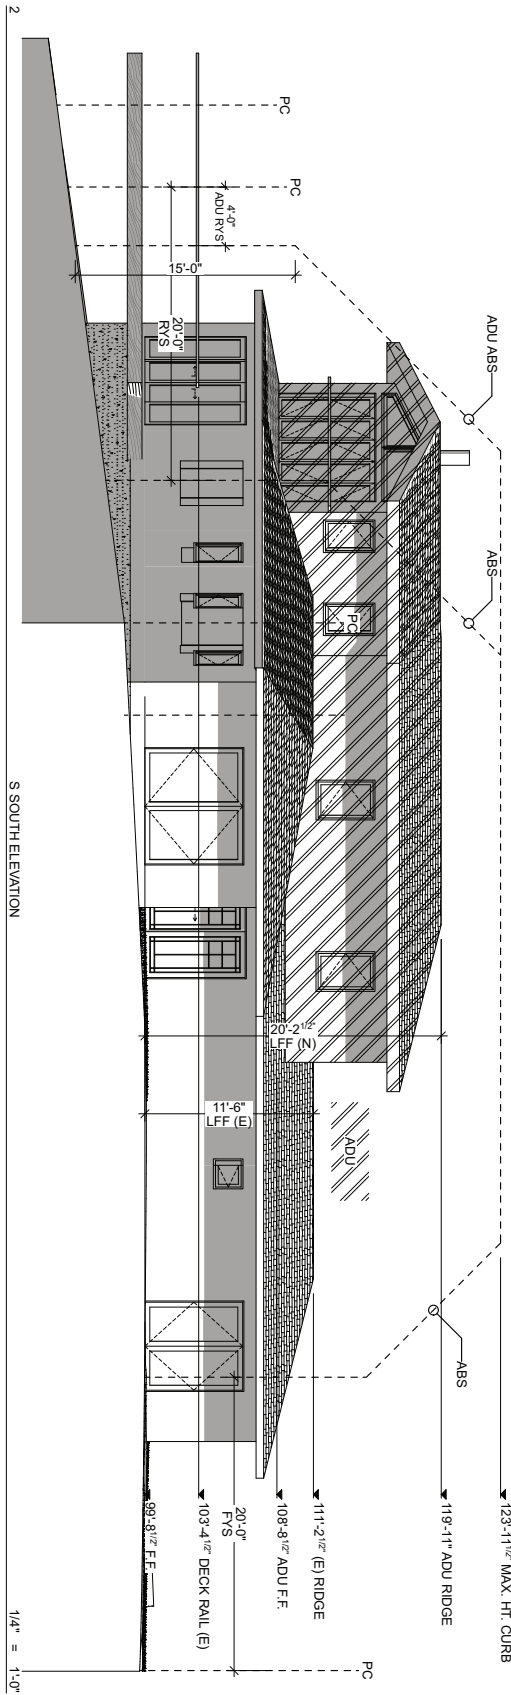 PC
PC
4'-0"
ADU RYS
15'-0"
20'-0"
RYS
ADU ABS
ABS
PC
20'-2 1/2"
LFF (N)
11'-6"
LFF (E)
ADU
ABS
123'-11 1/2" MAX. HT. CURB
119'-11" ADU RIDGE
111'-2 1/2" (E) RIDGE
108'-8 1/2" ADU F.F.
103'-4 1/2" DECK RAIL (E)
99'-8 1/2" F.F.
20'-0"
FYS
PC
2
S SOUTH ELEVATION
1/4" = 1'-0"